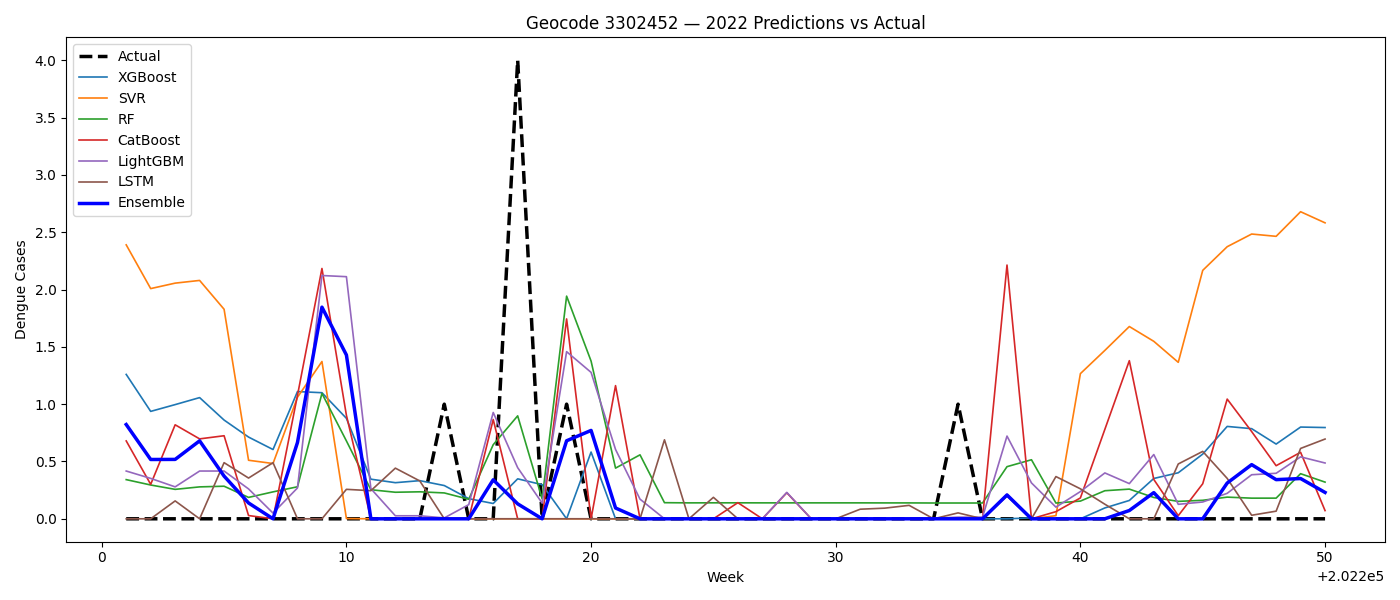 Geocode 3302452 — 2022 Predictions vs Actual
Actual
XGBoost
SVR
RF
CatBoost
LightGBM
LSTM
Ensemble
Dengue Cases
4.0
3.5
3.0
2.5
2.0
1.5
1.0
0.5
0.0
0 10 20 30 40 50
+2.022e5
Week